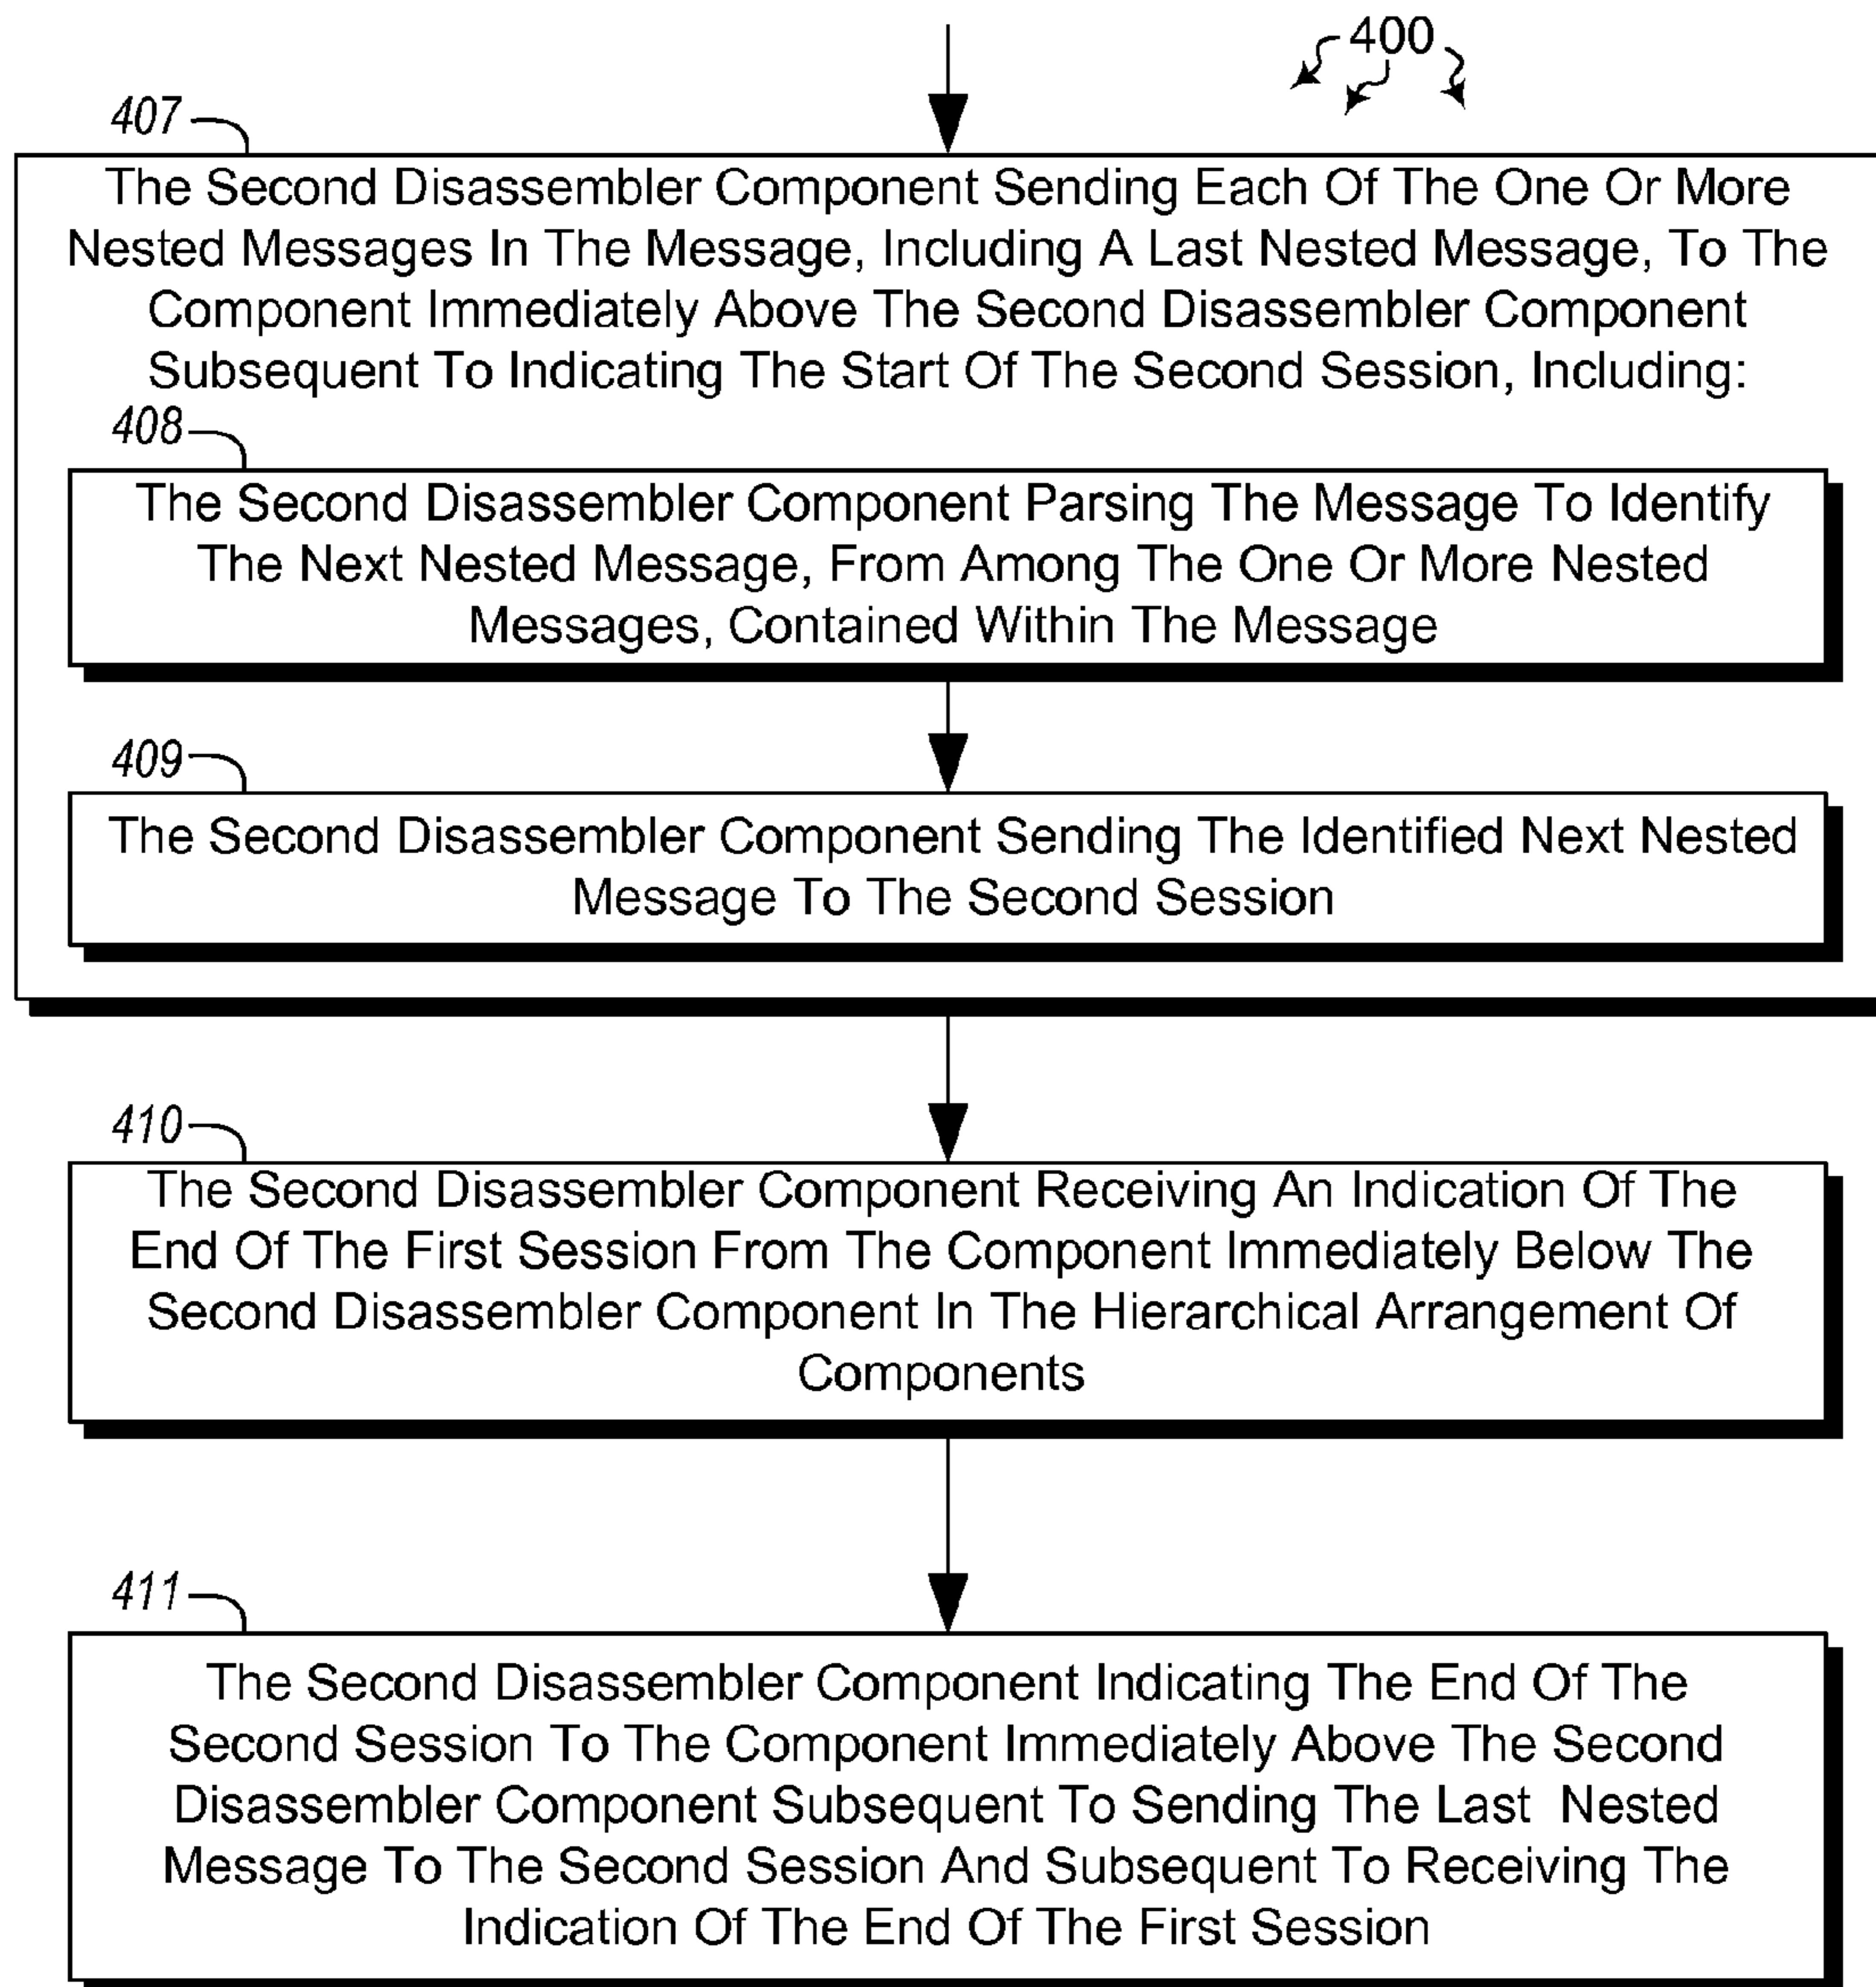 400
407
The Second Disassembler Component Sending Each Of The One Or More
Nested Messages In The Message, Including A Last Nested Message, To The
Component Immediately Above The Second Disassembler Component
Subsequent To Indicating The Start Of The Second Session, Including:
408
The Second Disassembler Component Parsing The Message To Identify
The Next Nested Message, From Among The One Or More Nested
Messages, Contained Within The Message
409
The Second Disassembler Component Sending The Identified Next Nested
Message To The Second Session
410
The Second Disassembler Component Receiving An Indication Of The
End Of The First Session From The Component Immediately Below The
Second Disassembler Component In The Hierarchical Arrangement Of
Components
411
The Second Disassembler Component Indicating The End Of The
Second Session To The Component Immediately Above The Second
Disassembler Component Subsequent To Sending The Last Nested
Message To The Second Session And Subsequent To Receiving The
Indication Of The End Of The First Session